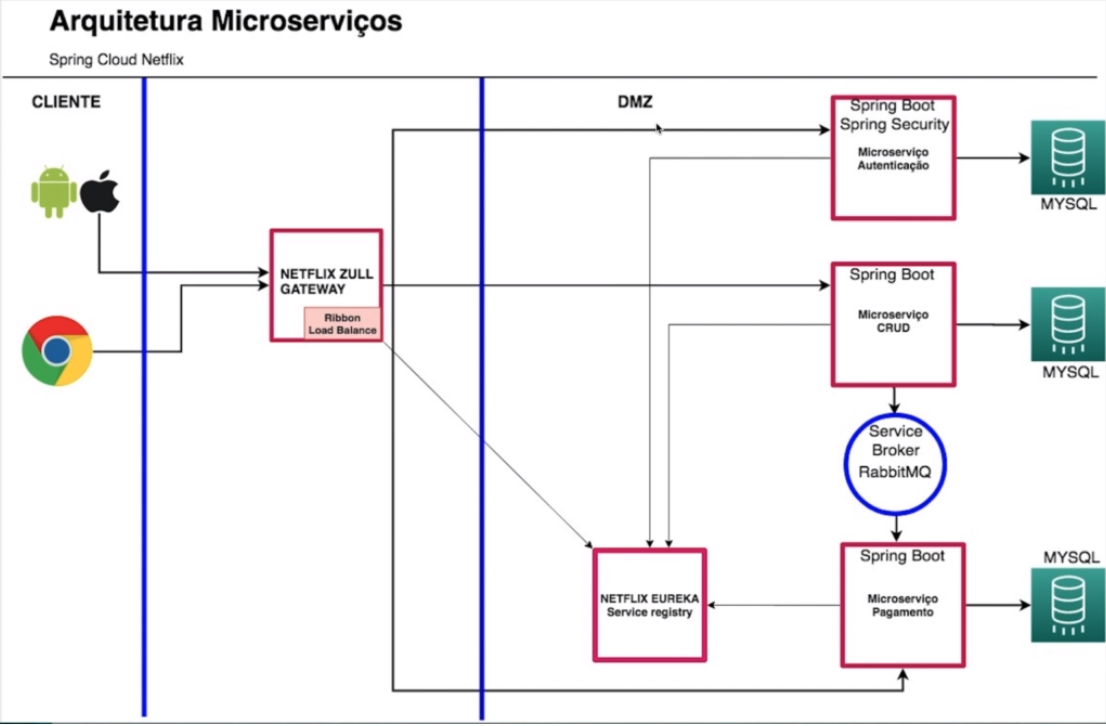 Arquitetura Microserviços
Spring Cloud Netflix
CLIENTE
DMZ
Spring Boot
Spring Security
Microserviço
Autenticação
MYSQL
NETFLIX ZULL
GATEWAY
Ribbon
Load Balance
Spring Boot
Microserviço
CRUD
MYSQL
Service
Broker
RabbitMQ
NETFLIX EUREKA
Service registry
Spring Boot
Microserviço
Pagamento
MYSQL